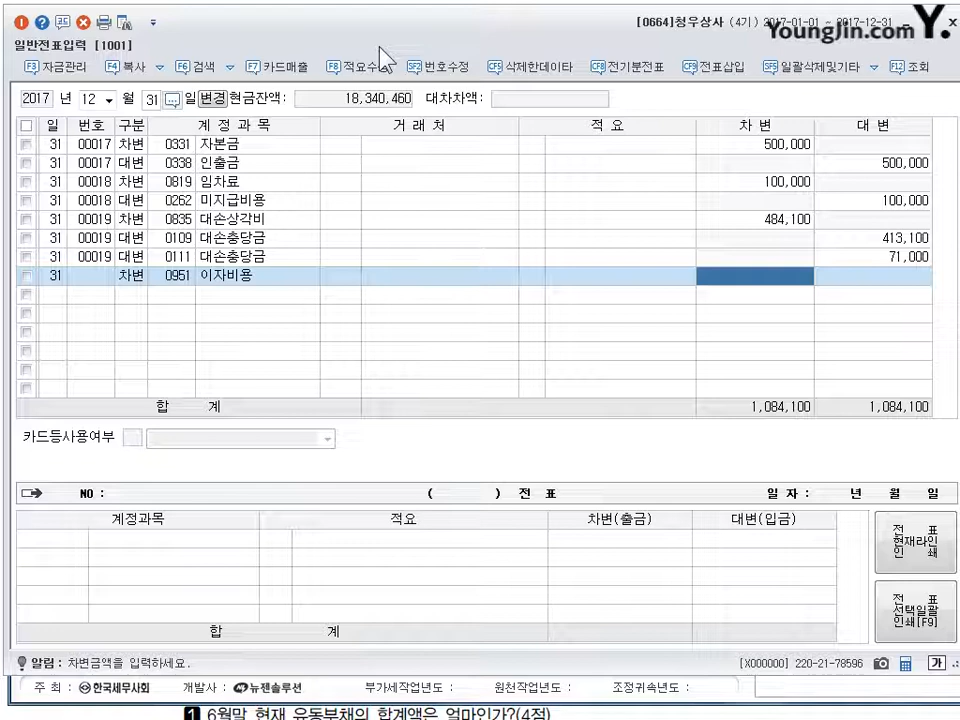 [0664]청우상사 (4기) 2017-01-01 ~ 2017-12-31
YoungJin.com Y.
일반전표입력 [1001]
F3 자금관리 F4 복사 F6 검색 F7 카드매출 F8 적요수정 SF2 번호수정 CF5 삭제한데이타 CF8 전기분전표 CF9 전표삽입 SF5 일괄삭제및기타 F12 조회
2017 년 12 월 31 일 변경 현금잔액: 18,340,460 대차차액:
일 번호 구분 계 정 과 목 거 래 처 적 요 차 변 대 변
31 00017 차변 0331 자본금 500,000
31 00017 대변 0338 인출금 500,000
31 00018 차변 0819 임차료 100,000
31 00018 대변 0262 미지급비용 100,000
31 00019 차변 0835 대손상각비 484,100
31 00019 대변 0109 대손충당금 413,100
31 00019 대변 0111 대손충당금 71,000
31 차변 0951 이자비용
합 계 1,084,100 1,084,100
카드등사용여부
NO : ( ) 전 표 일 자 : 년 월 일
계정과목 적요 차변(출금) 대변(입금)
전 표
현재라인
인 쇄
전 표
선택일괄
인쇄[F9]
합 계
알림 : 차변금액을 입력하세요. [X000000] 220-21-78596 가
주 최 : 한국세무사회 개발사 : 뉴젠솔루션 부가세작업년도 : 원천작업년도 : 조정귀속년도 :
1 6월말 현재 유동부채의 합계액은 얼마인가?(4점)